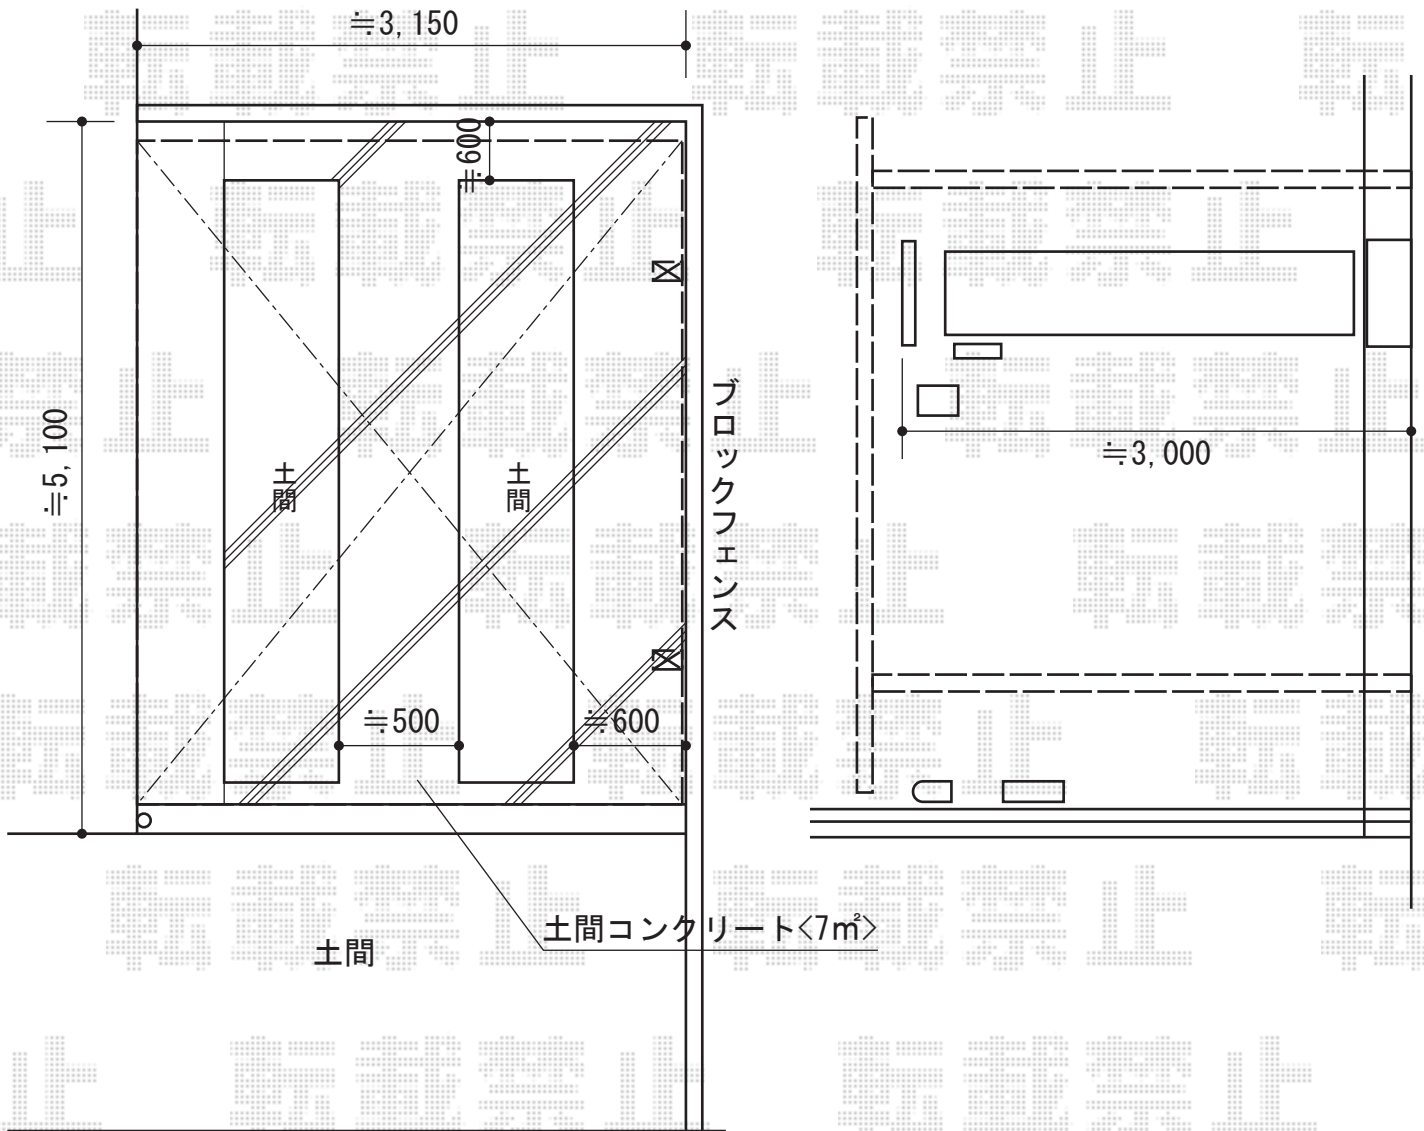 ≒3,150
≒600
≒5,100
土間
土間
ブロックフェンス
≒3,000
≒500
≒600
土間コンクリート<7㎡>
土間
転載禁止